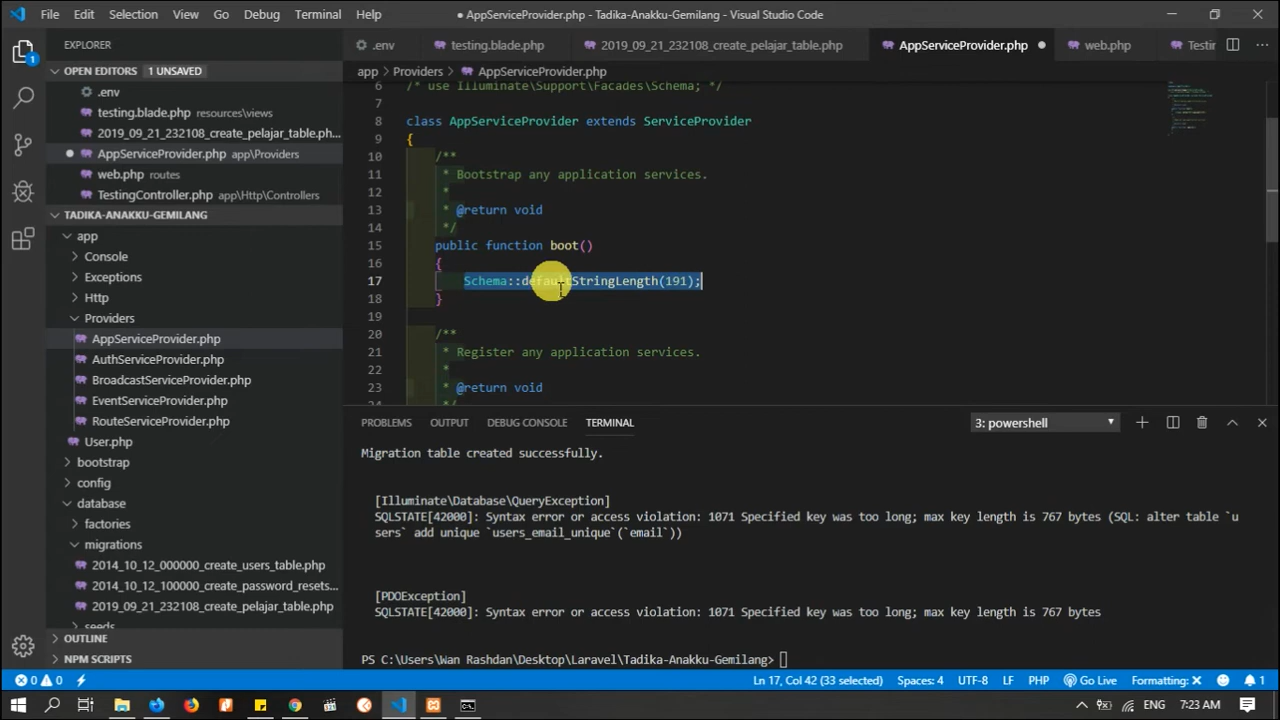 File Edit Selection View Go Debug Terminal Help
● AppServiceProvider.php - Tadika-Anakku-Gemilang - Visual Studio Code
EXPLORER
.env
testing.blade.php
2019_09_21_232108_create_pelajar_table.php
AppServiceProvider.php ●
web.php
Testin
1
OPEN EDITORS 1 UNSAVED
.env
testing.blade.php resources\views
2019_09_21_232108_create_pelajar_table.ph...
● AppServiceProvider.php app\Providers
web.php routes
TestingController.php app\Http\Controllers
TADIKA-ANAKKU-GEMILANG
app
Console
Exceptions
Http
Providers
AppServiceProvider.php
AuthServiceProvider.php
BroadcastServiceProvider.php
EventServiceProvider.php
RouteServiceProvider.php
User.php
bootstrap
config
database
factories
migrations
2014_10_12_000000_create_users_table.php
2014_10_12_100000_create_password_resets...
2019_09_21_232108_create_pelajar_table.php
seeds
OUTLINE
NPM SCRIPTS
app > Providers > AppServiceProvider.php
6 /* use Illuminate\Support\Facades\Schema; */
7
8 class AppServiceProvider extends ServiceProvider
9 {
10 /**
11 * Bootstrap any application services.
12 *
13 * @return void
14 */
15 public function boot()
16 {
17 Schema::defaultStringLength(191);
18 }
19
20 /**
21 * Register any application services.
22 *
23 * @return void
24 */
PROBLEMS OUTPUT DEBUG CONSOLE TERMINAL
3: powershell
Migration table created successfully.
[Illuminate\Database\QueryException]
SQLSTATE[42000]: Syntax error or access violation: 1071 Specified key was too long; max key length is 767 bytes (SQL: alter table `u
sers` add unique `users_email_unique`(`email`))
[PDOException]
SQLSTATE[42000]: Syntax error or access violation: 1071 Specified key was too long; max key length is 767 bytes
PS C:\Users\Wan Rashdan\Desktop\Laravel\Tadika-Anakku-Gemilang>
0 0
Ln 17, Col 42 (33 selected) Spaces: 4 UTF-8 LF PHP Go Live Formatting: × 1
ENG 7:23 AM